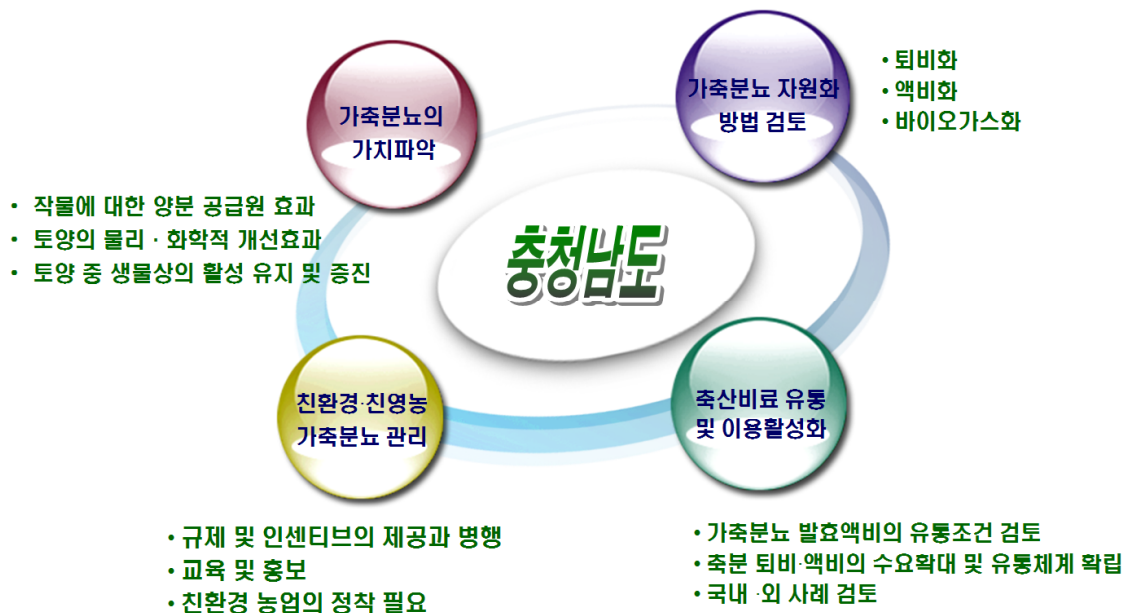 가축분뇨의
가치파악
• 작물에 대한 양분 공급원 효과
• 토양의 물리 · 화학적 개선효과
• 토양 중 생물상의 활성 유지 및 증진
가축분뇨 자원화
방법 검토
• 퇴비화
• 액비화
• 바이오가스화
충청남도
친환경·친영농
가축분뇨 관리
• 규제 및 인센티브의 제공과 병행
• 교육 및 홍보
• 친환경 농업의 정착 필요
축산비료 유통
및 이용활성화
• 가축분뇨 발효액비의 유통조건 검토
• 축분 퇴비·액비의 수요확대 및 유통체계 확립
• 국내 ·외 사례 검토